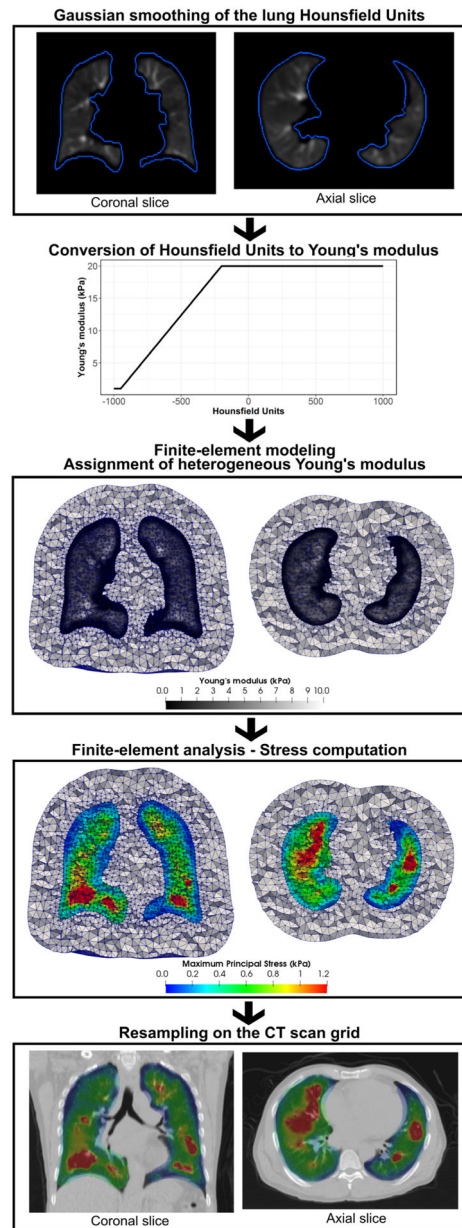 Gaussian smoothing of the lung Hounsfield Units
Coronal slice
Axial slice
Conversion of Hounsfield Units to Young's modulus
Young's modulus (kPa)
20
15
10
5
-1000
-500
0
500
1000
Hounsfield Units
Finite-element modeling
Assignment of heterogeneous Young's modulus
Young's modulus (kPa)
0.0 1 2 3 4 5 6 7 8 9 10.0
Finite-element analysis - Stress computation
Maximum Principal Stress (kPa)
0.0 0.2 0.4 0.6 0.8 1 1.2
Resampling on the CT scan grid
Coronal slice
Axial slice